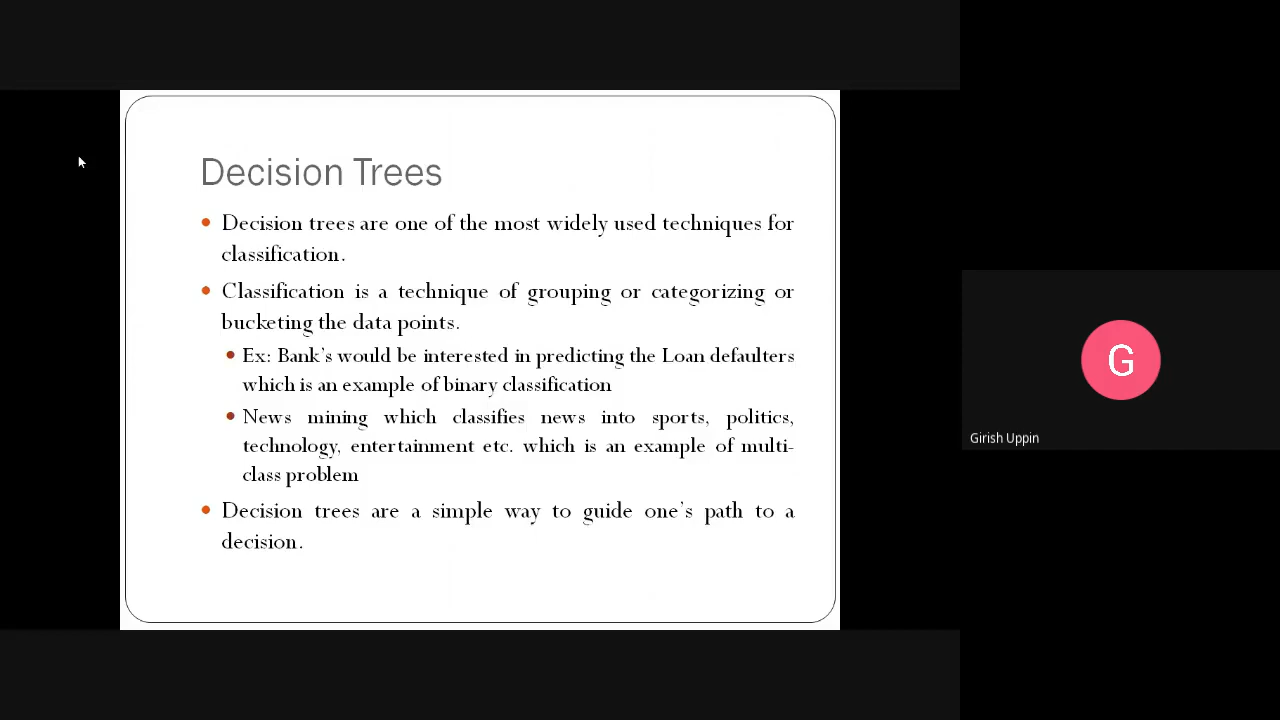 Decision Trees
Decision trees are one of the most widely used techniques for
classification.
Classification is a technique of grouping or categorizing or
bucketing the data points.
Ex: Bank's would be interested in predicting the Loan defaulters
which is an example of binary classification
News mining which classifies news into sports, politics,
technology, entertainment etc. which is an example of multi-
class problem
Decision trees are a simple way to guide one's path to a
decision.
G
Girish Uppin